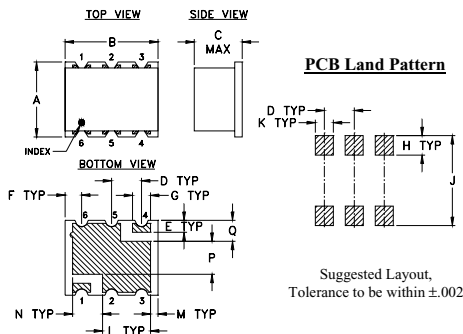 TOP VIEW
SIDE VIEW
B
C
MAX
1 2 3
A
INDEX
6 5 4
BOTTOM VIEW
F TYP
D TYP
G TYP
6 5 4
E TYP
Q
P
1 2 3
N TYP
M TYP
L TYP
PCB Land Pattern
D TYP
K TYP
H TYP
J
Suggested Layout,
Tolerance to be within ±.002